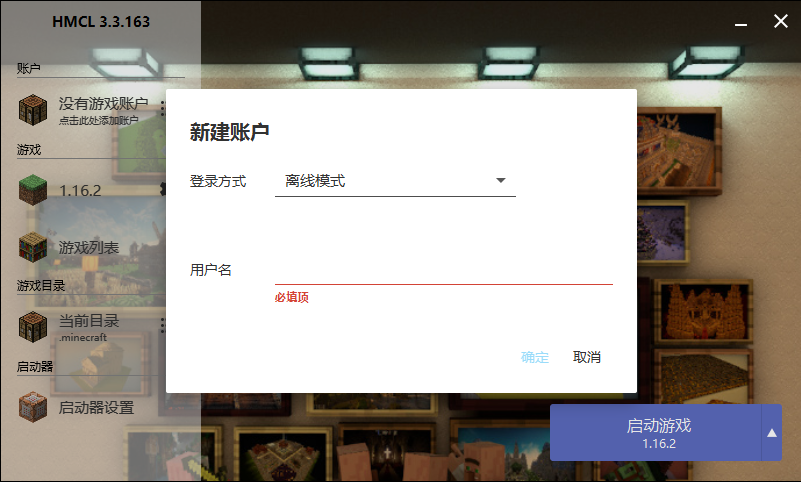 HMCL 3.3.163
账户
没有游戏账户
点击此处添加账户
游戏
1.16.2
游戏列表
游戏目录
当前目录
.minecraft
启动器
启动器设置
新建账户
登录方式 离线模式
用户名
必填项
确定 取消
启动游戏
1.16.2